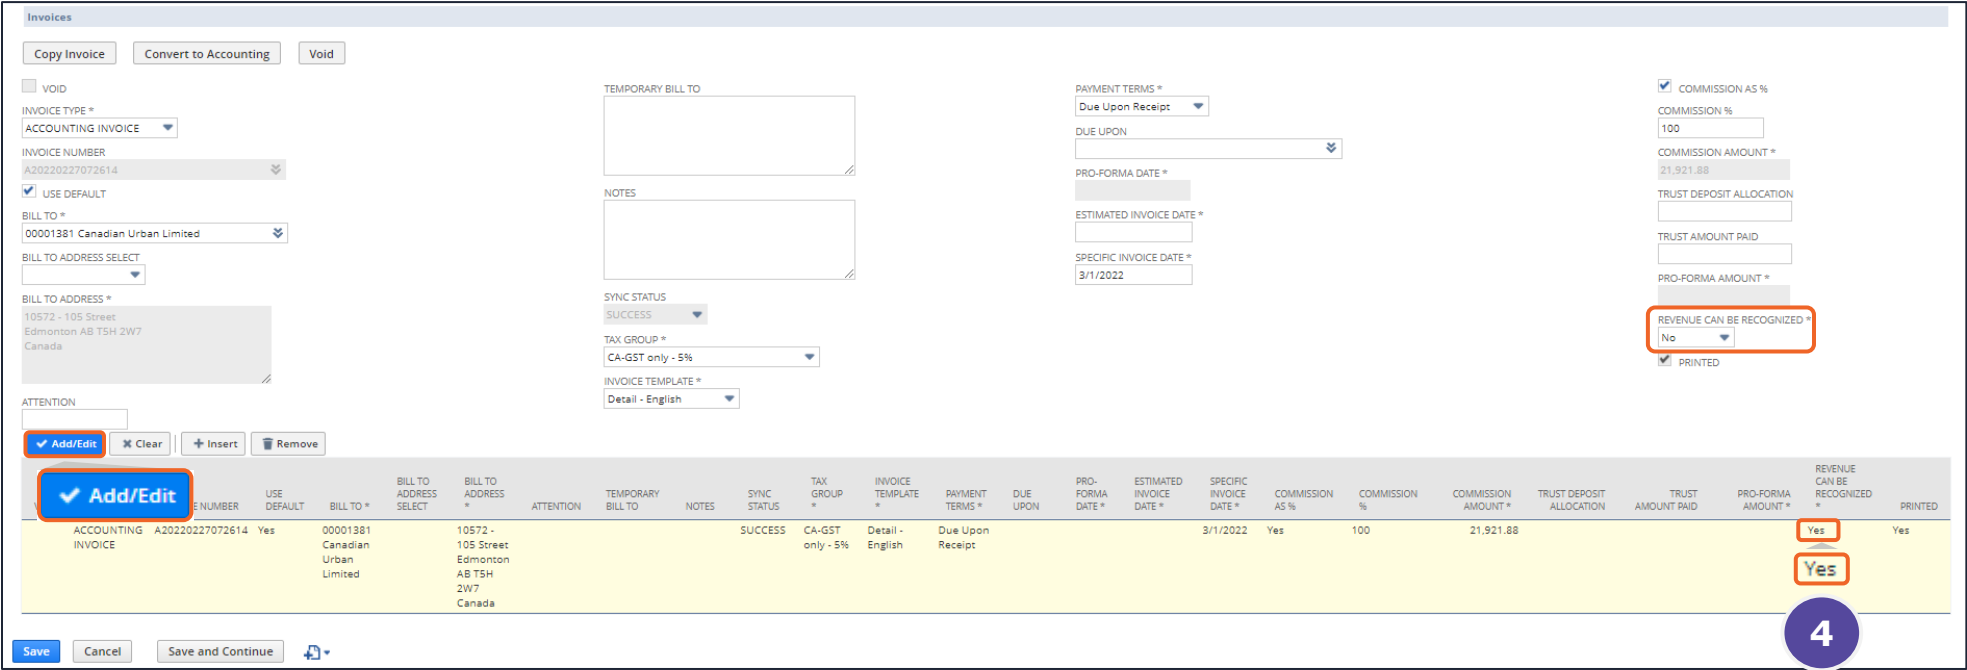 Invoices
Copy Invoice
Convert to Accounting
Void
VOID
INVOICE TYPE *
ACCOUNTING INVOICE
INVOICE NUMBER
A20220227072614
USE DEFAULT
BILL TO *
00001381 Canadian Urban Limited
BILL TO ADDRESS SELECT
BILL TO ADDRESS *
10572 - 105 Street
Edmonton AB T5H 2W7
Canada
ATTENTION
TEMPORARY BILL TO
NOTES
SYNC STATUS
SUCCESS
TAX GROUP *
CA-GST only - 5%
INVOICE TEMPLATE *
Detail - English
PAYMENT TERMS *
Due Upon Receipt
DUE UPON
PRO-FORMA DATE *
ESTIMATED INVOICE DATE *
SPECIFIC INVOICE DATE *
3/1/2022
COMMISSION AS %
COMMISSION %
100
COMMISSION AMOUNT *
21,921.88
TRUST DEPOSIT ALLOCATION
TRUST AMOUNT PAID
PRO-FORMA AMOUNT *
REVENUE CAN BE RECOGNIZED *
No
PRINTED
Add/Edit
Clear
Insert
Remove
Add/Edit
E NUMBER
USE
DEFAULT
BILL TO *
BILL TO
ADDRESS
SELECT
BILL TO
ADDRESS
*
ATTENTION
TEMPORARY
BILL TO
NOTES
SYNC
STATUS
TAX
GROUP
*
INVOICE
TEMPLATE
*
PAYMENT
TERMS *
DUE
UPON
PRO-
FORMA
DATE *
ESTIMATED
INVOICE
DATE *
SPECIFIC
INVOICE
DATE *
COMMISSION
AS %
COMMISSION
%
COMMISSION
AMOUNT *
TRUST DEPOSIT
ALLOCATION
TRUST
AMOUNT PAID
PRO-FORMA
AMOUNT *
REVENUE
CAN BE
RECOGNIZED
*
PRINTED
ACCOUNTING
INVOICE
A20220227072614
Yes
00001381
Canadian
Urban
Limited
10572 -
105 Street
Edmonton
AB T5H
2W7
Canada
SUCCESS
CA-GST
only - 5%
Detail -
English
Due Upon
Receipt
3/1/2022
Yes
100
21,921.88
Yes
Yes
Yes
4
Save
Cancel
Save and Continue